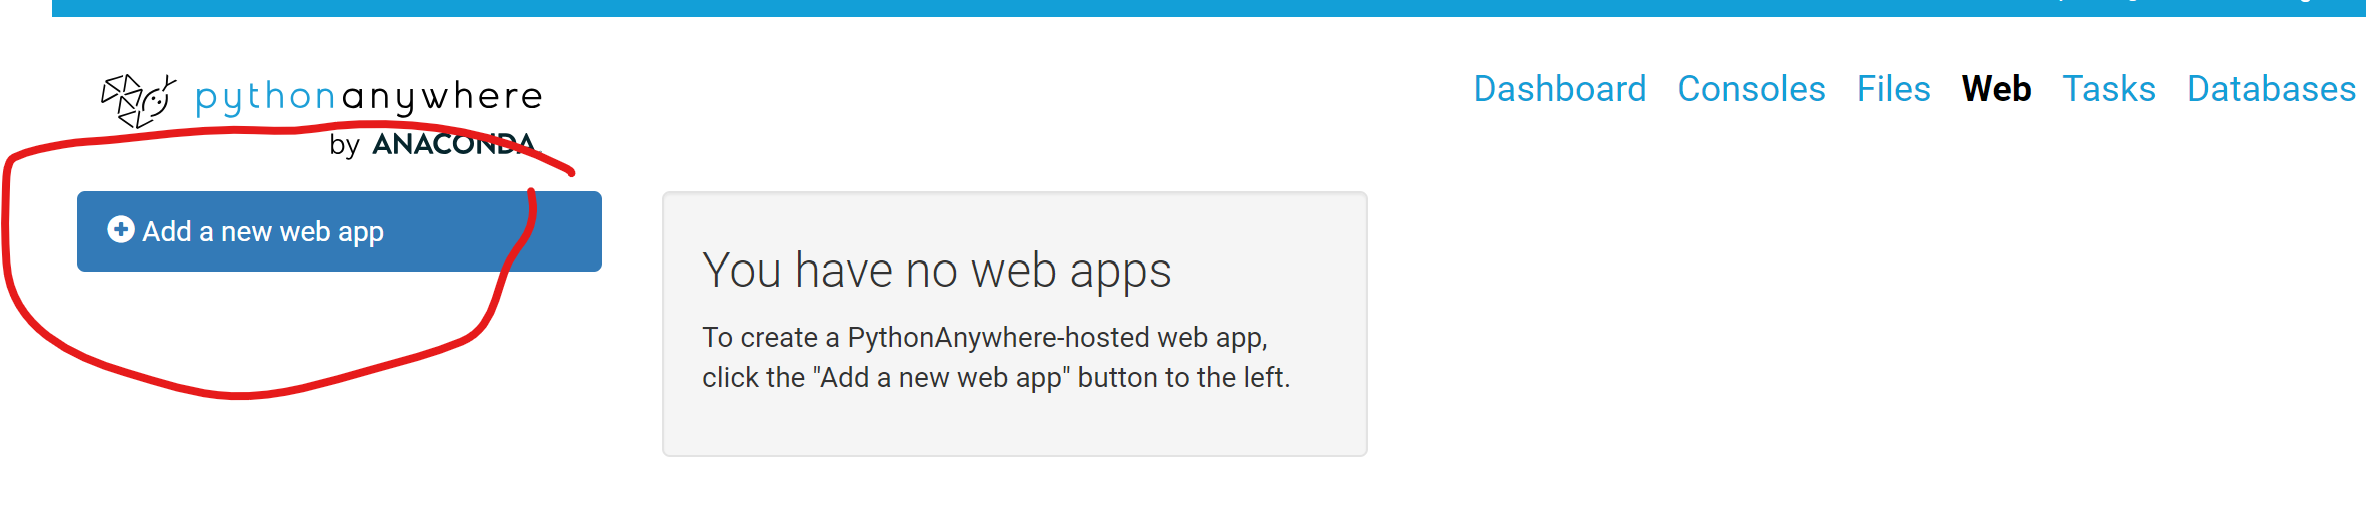 pythonanywhere
by ANACONDA
Dashboard Consoles Files Web Tasks Databases
Add a new web app
You have no web apps
To create a PythonAnywhere-hosted web app,
click the "Add a new web app" button to the left.